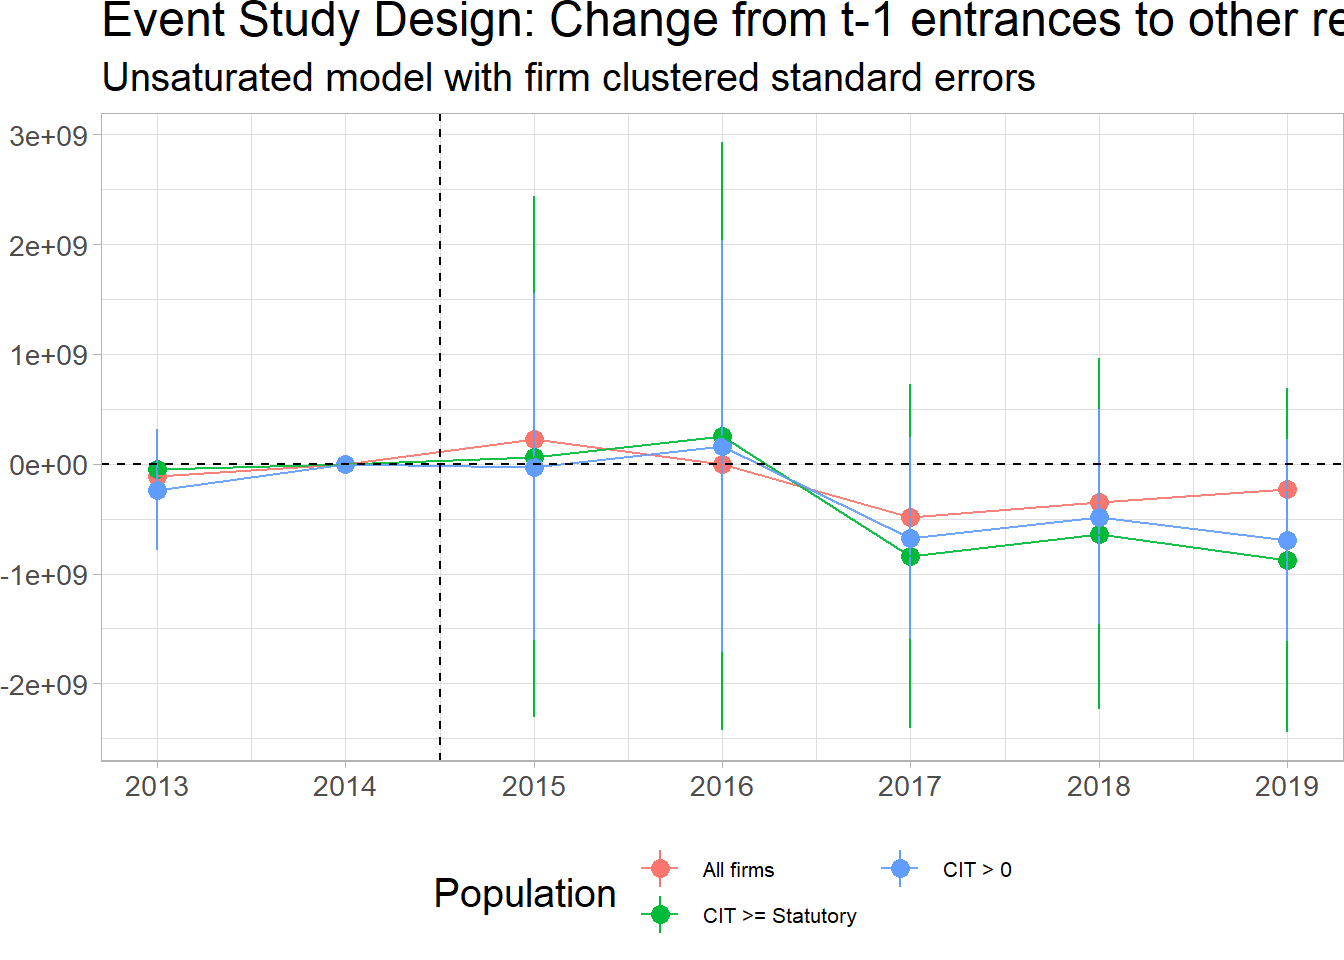 Event Study Design: Change from t-1 entrances to other
Unsaturated model with firm clustered standard errors
3e+09
2e+09
1e+09
0e+00
-1e+09
-2e+09
2013 2014 2015 2016 2017 2018 2019
Population
All firms
CIT > 0
CIT >= Statutory